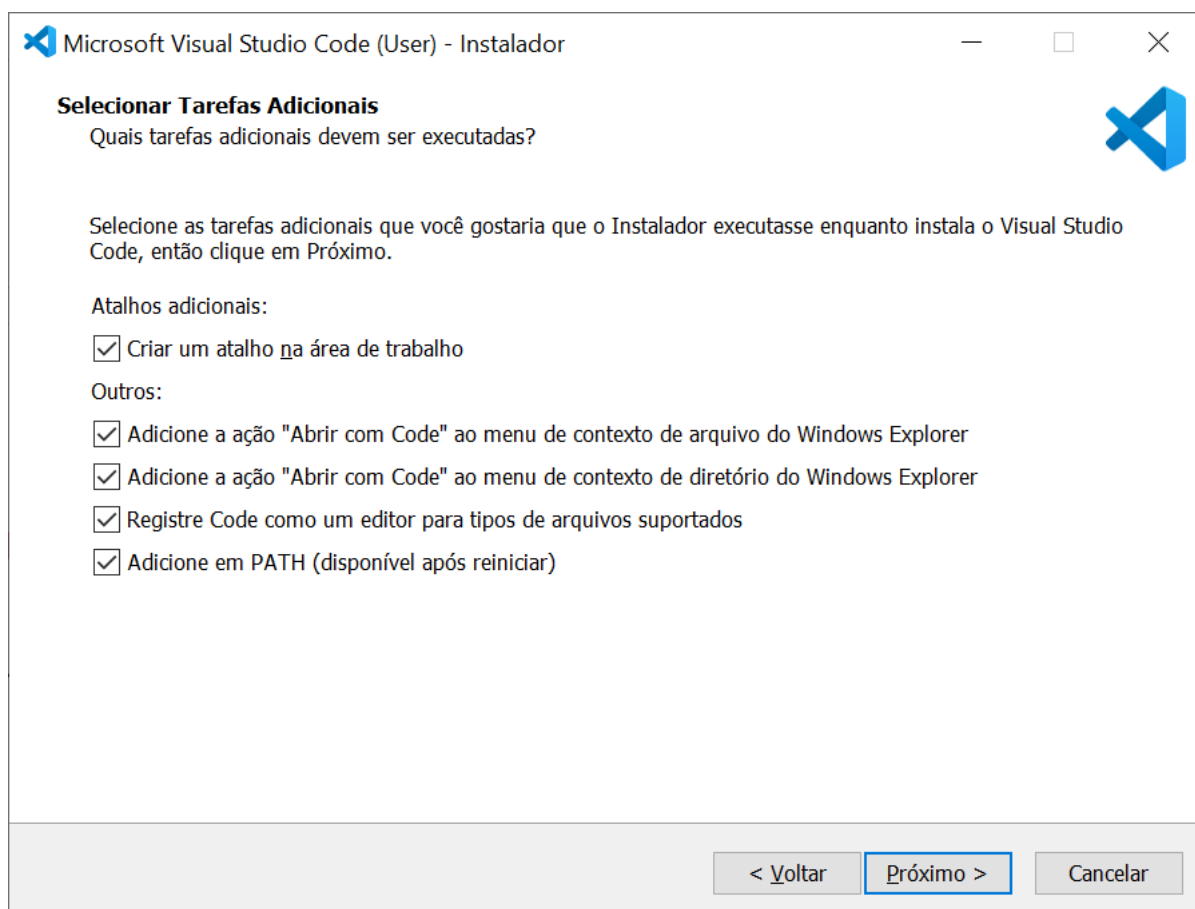 Microsoft Visual Studio Code (User) - Instalador
Selecionar Tarefas Adicionais
Quais tarefas adicionais devem ser executadas?
Selecione as tarefas adicionais que você gostaria que o Instalador executasse enquanto instala o Visual Studio
Code, então clique em Próximo.
Atalhos adicionais:
Criar um atalho na área de trabalho
Outros:
Adicione a ação "Abrir com Code" ao menu de contexto de arquivo do Windows Explorer
Adicione a ação "Abrir com Code" ao menu de contexto de diretório do Windows Explorer
Registre Code como um editor para tipos de arquivos suportados
Adicione em PATH (disponível após reiniciar)
< Voltar Próximo > Cancelar